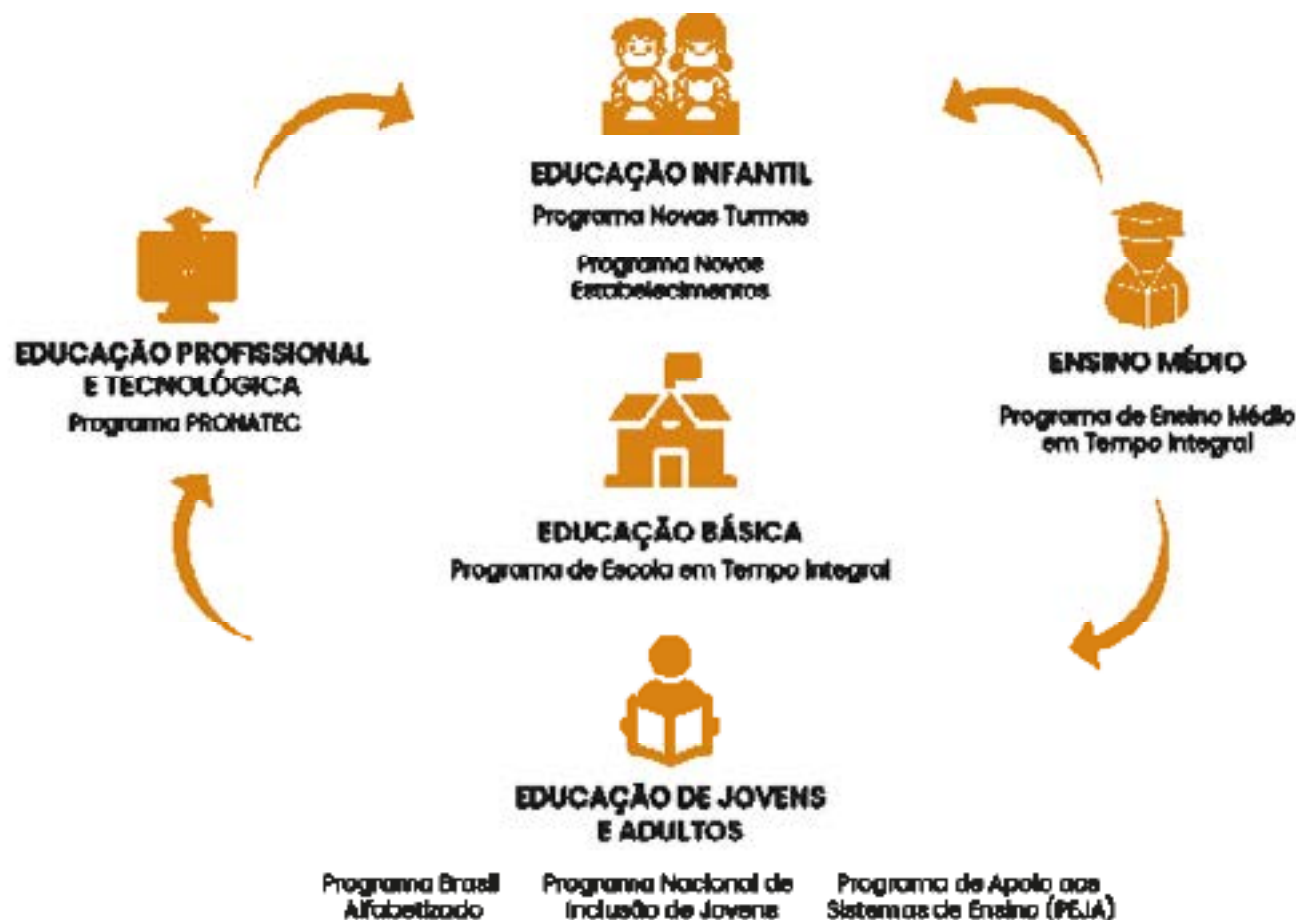 EDUCAÇÃO INFANTIL
Programa Novas Turmas
Programa Novos
Estabelecimentos
EDUCAÇÃO PROFISSIONAL
E TECNOLÓGICA
Programa PRONATEC
ENSINO MÉDIO
Programa de Ensino Médio
em Tempo Integral
EDUCAÇÃO BÁSICA
Programa de Escola em Tempo Integral
EDUCAÇÃO DE JOVENS
E ADULTOS
Programa Brasil
Alfabetizado
Programa Nacional de
Inclusão de Jovens
Programa de Apoio aos
Sistemas de Ensino (PEJA)